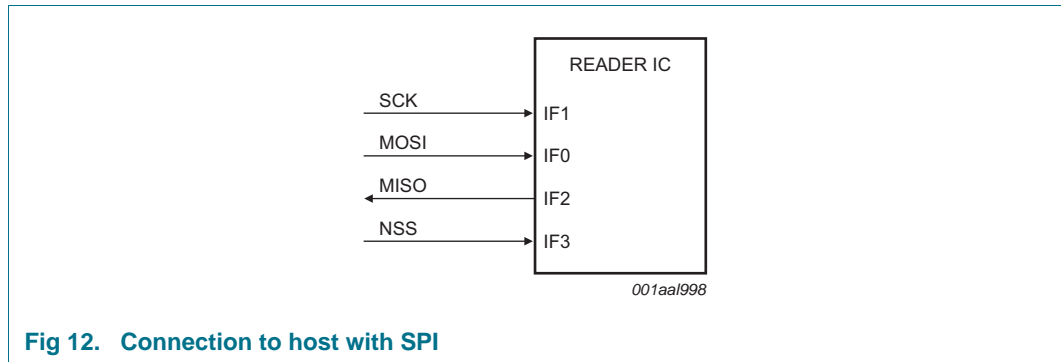 READER IC
SCK
IF1
MOSI
IF0
MISO
IF2
NSS
IF3
001aal998
Fig 12. Connection to host with SPI